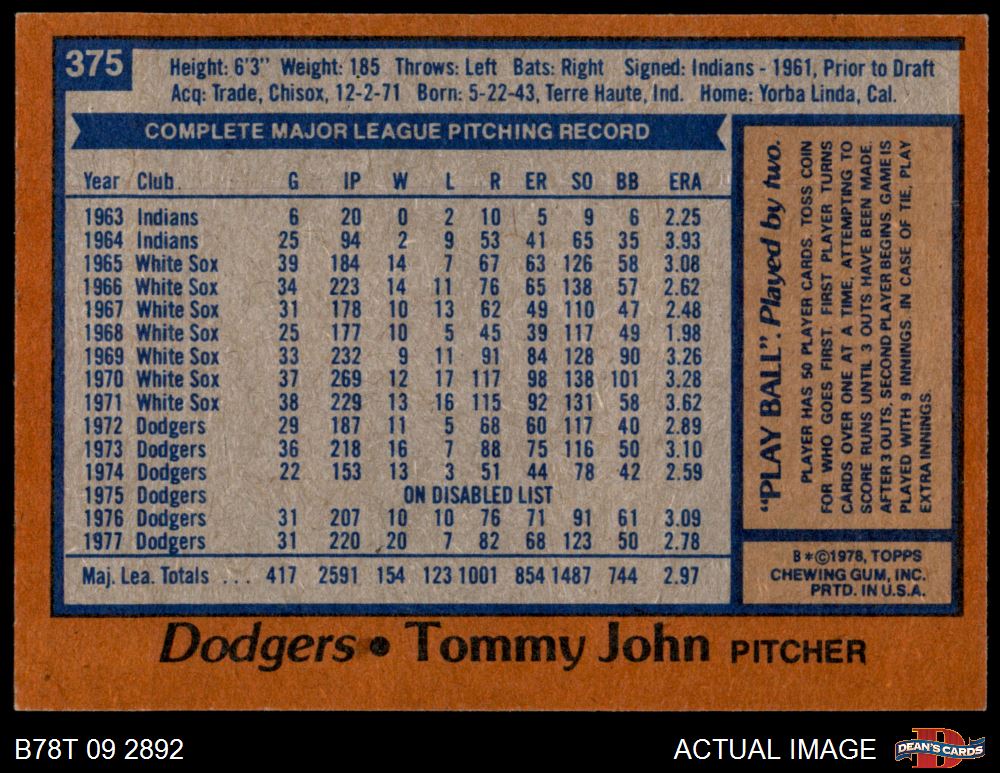 375
Height: 6'3" Weight: 185 Throws: Left Bats: Right Signed: Indians - 1961, Prior to Draft
Acq: Trade, Chisox, 12-2-71 Born: 5-22-43, Terre Haute, Ind. Home: Yorba Linda, Cal.
COMPLETE MAJOR LEAGUE PITCHING RECORD
Year Club. G IP W L R ER SO BB ERA
1963 Indians 6 20 0 2 10 5 9 6 2.25
1964 Indians 25 94 2 9 53 41 65 35 3.93
1965 White Sox 39 184 14 7 67 63 126 58 3.08
1966 White Sox 34 223 14 11 76 65 138 57 2.62
1967 White Sox 31 178 10 13 62 49 110 47 2.48
1968 White Sox 25 177 10 5 45 39 117 49 1.98
1969 White Sox 33 232 9 11 91 84 128 90 3.26
1970 White Sox 37 269 12 17 117 98 138 101 3.28
1971 White Sox 38 229 13 16 115 92 131 58 3.62
1972 Dodgers 29 187 11 5 68 60 117 40 2.89
1973 Dodgers 36 218 16 7 88 75 116 50 3.10
1974 Dodgers 22 153 13 3 51 44 78 42 2.59
1975 Dodgers ON DISABLED LIST
1976 Dodgers 31 207 10 10 76 71 91 61 3.09
1977 Dodgers 31 220 20 7 82 68 123 50 2.78
Maj. Lea. Totals ... 417 2591 154 123 1001 854 1487 744 2.97
"PLAY BALL". Played by two.
PLAYER HAS 50 PLAYER CARDS. TOSS COIN
FOR WHO GOES FIRST. FIRST PLAYER TURNS
CARDS OVER ONE AT A TIME, ATTEMPTING TO
SCORE RUNS UNTIL 3 OUTS HAVE BEEN MADE.
AFTER 3 OUTS, SECOND PLAYER BEGINS. GAME IS
PLAYED WITH 9 INNINGS. IN CASE OF TIE, PLAY
EXTRA INNINGS.
B*©1978, TOPPS
CHEWING GUM, INC.
PRTD. IN U.S.A.
Dodgers • Tommy John PITCHER
B78T 09 2892
ACTUAL IMAGE
D
DEAN'S CARDS